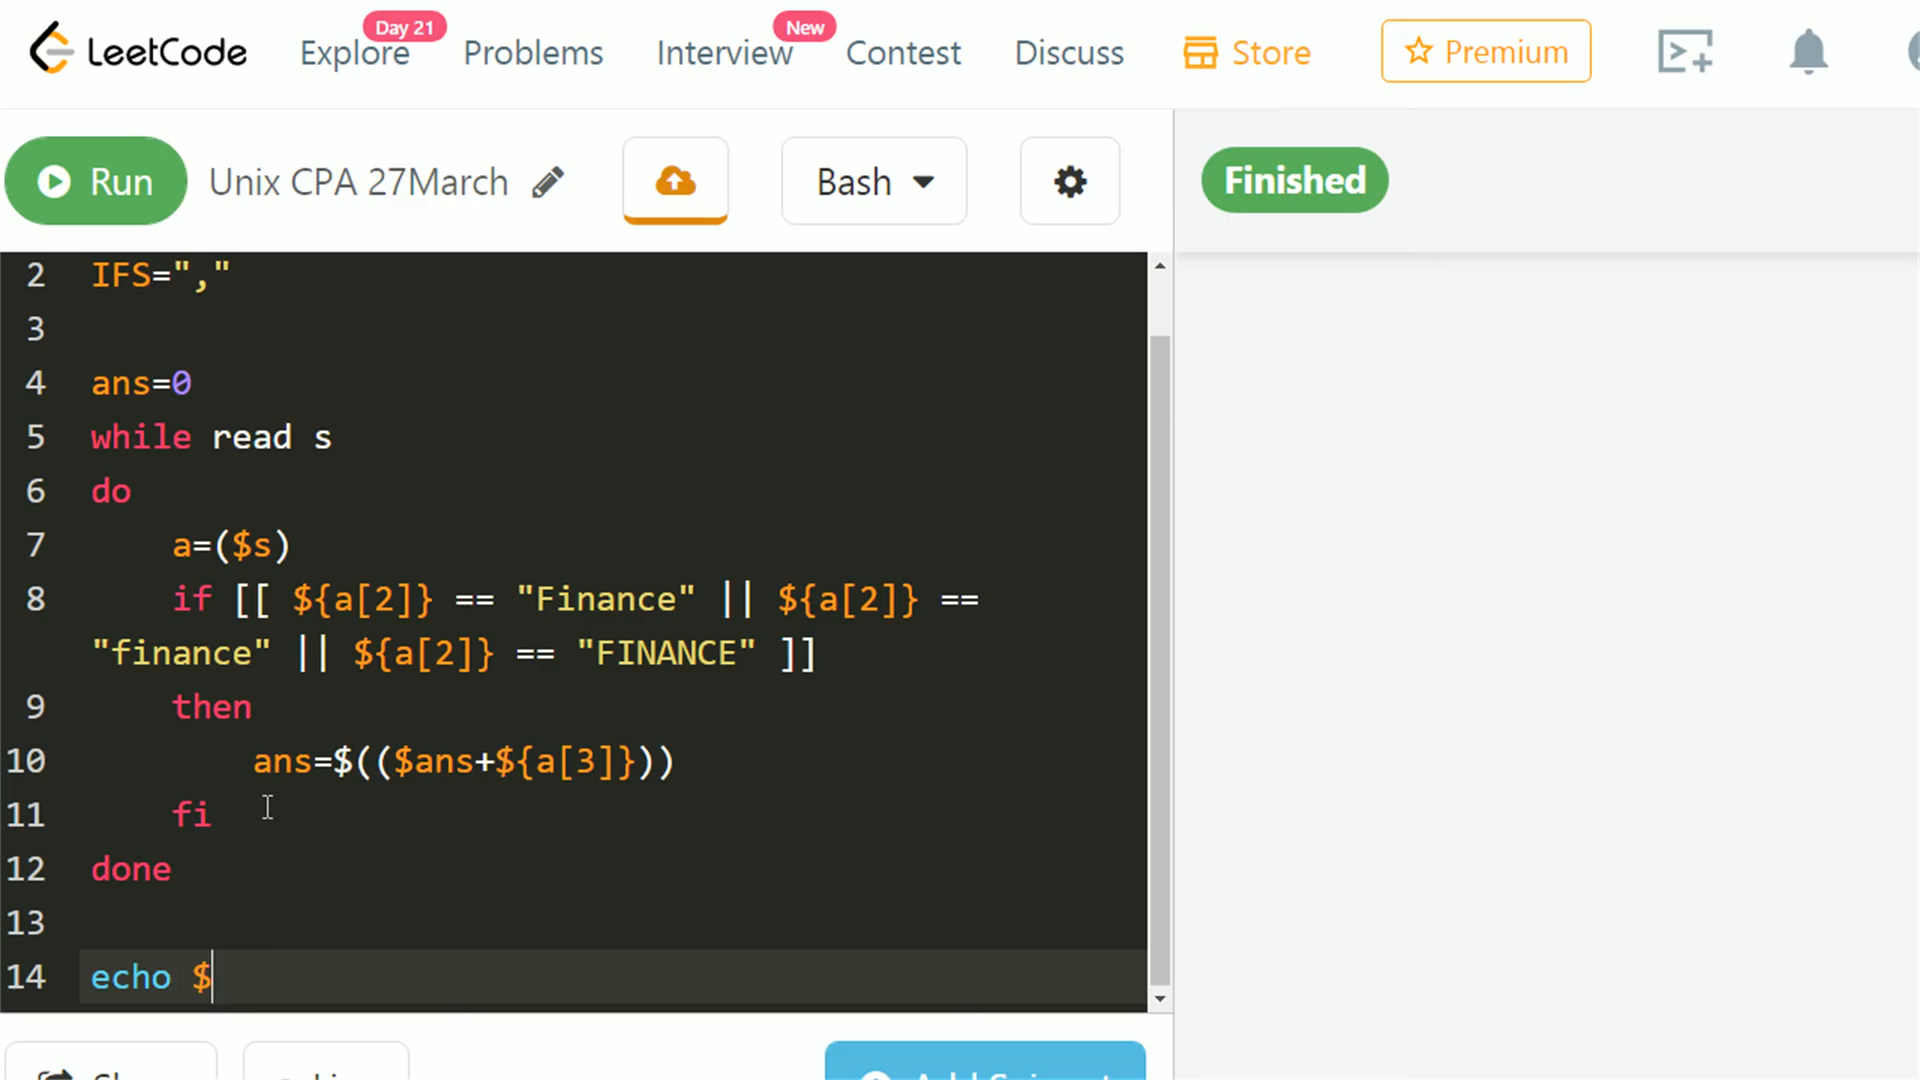 Day 21
New
LeetCode Explore Problems Interview Contest Discuss Store Premium
Run Unix CPA 27March Bash Finished
2 IFS=","
3
4 ans=0
5 while read s
6 do
7 a=($s)
8 if [[ ${a[2]} == "Finance" || ${a[2]} ==
"finance" || ${a[2]} == "FINANCE" ]]
9 then
10 ans=$(($ans+${a[3]}))
11 fi
12 done
13
14 echo $